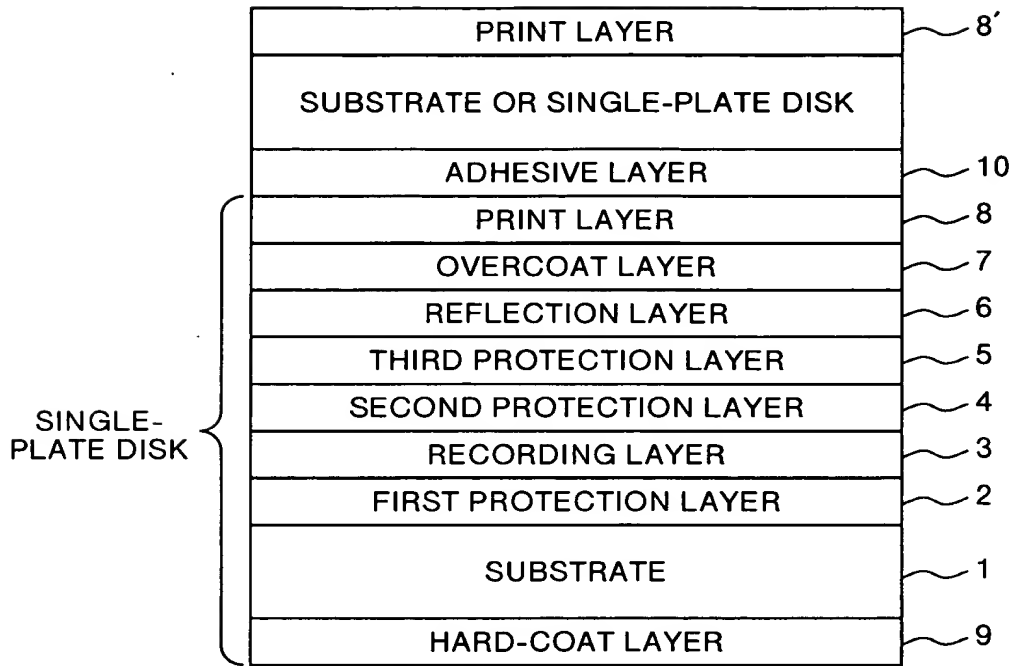 PRINT LAYER 8′
SUBSTRATE OR SINGLE-PLATE DISK
ADHESIVE LAYER 10
PRINT LAYER 8
OVERCOAT LAYER 7
REFLECTION LAYER 6
THIRD PROTECTION LAYER 5
SECOND PROTECTION LAYER 4
RECORDING LAYER 3
FIRST PROTECTION LAYER 2
SUBSTRATE 1
HARD-COAT LAYER 9
SINGLE-
PLATE DISK